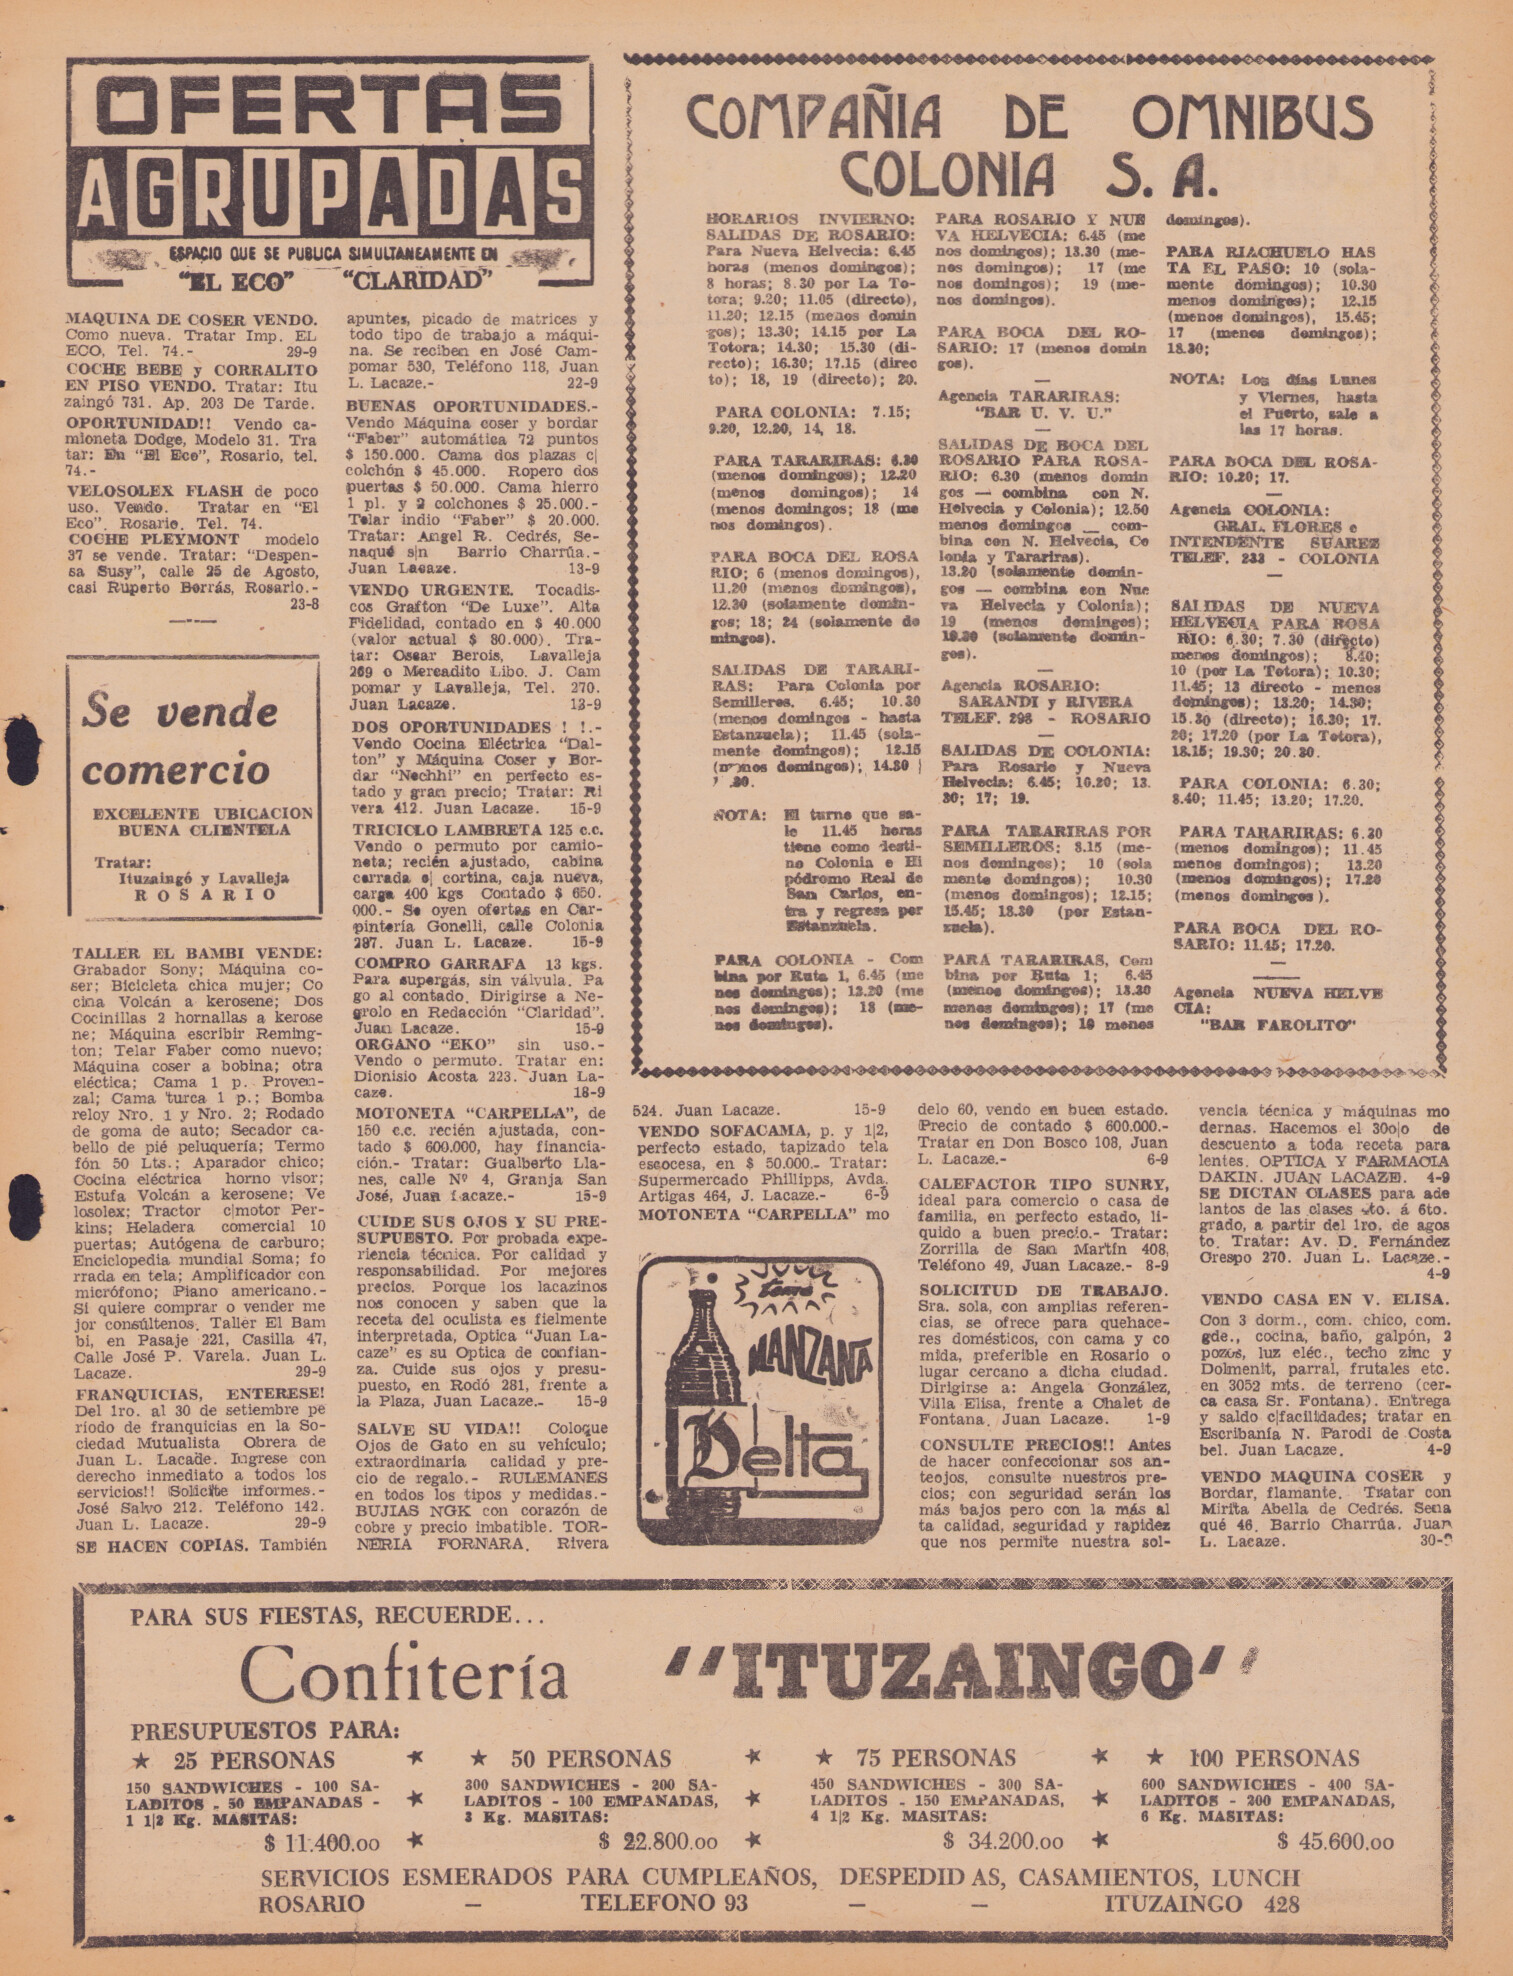 OFERTAS
AGRUPADAS
ESPACIO QUE SE PUBLICA SIMULTANEAMENTE EN
"EL ECO" "CLARIDAD"
MAQUINA DE COSER VENDO.
Como nueva. Tratar Imp. EL
ECO, Tel. 74.- 29-9
COCHE BEBE y CORRALITO
EN PISO VENDO. Tratar: Itu
zaingó 731. Ap. 203 De Tarde.
OPORTUNIDAD!! Vendo ca-
mioneta Dodge, Modelo 31. Tra
tar: En "El Eco", Rosario, tel.
74.-
VELOSOLEX FLASH de poco
uso. Vendo. Tratar en "El
Eco". Rosario. Tel. 74.
COCHE PLEYMONT modelo
37 se vende. Tratar: "Despen-
sa Susy", calle 25 de Agosto,
casi Ruperto Borrás, Rosario.-
23-8
Se vende
comercio
EXCELENTE UBICACION
BUENA CLIENTELA
Tratar:
Ituzaingó y Lavalleja
ROSARIO
TALLER EL BAMBI VENDE:
Grabador Sony; Máquina co-
ser; Bicicleta chica mujer; Co
cina Volcán a kerosene; Dos
Cocinillas 2 hornallas a kerose
ne; Máquina escribir Reming-
ton; Telar Faber como nuevo;
Máquina coser a bobina; otra
eléctica; Cama 1 p. Proven-
zal; Cama turca 1 p.; Bomba
reloy Nro. 1 y Nro. 2; Rodado
de goma de auto; Secador ca-
bello de pié peluquería; Termo
fón 50 Lts.; Aparador chico;
Cocina eléctrica horno visor;
Estufa Volcán a kerosene; Ve
losolex; Tractor c|motor Per-
kins; Heladera comercial 10
puertas; Autógena de carburo;
Enciclopedia mundial Soma; fo
rrada en tela; Amplificador con
micrófono; Piano americano.-
Si quiere comprar o vender me
jor consúltenos. Taller El Bam
bi, en Pasaje 221, Casilla 47,
Calle José P. Varela. Juan L.
Lacaze. 29-9
FRANQUICIAS, ENTERESE!
Del 1ro. al 30 de setiembre pe
ríodo de franquicias en la So-
ciedad Mutualista Obrera de
Juan L. Lacaze. Ingrese con
derecho inmediato a todos los
servicios!! Solicite informes.-
José Salvo 212. Teléfono 142.
Juan L. Lacaze. 29-9
SE HACEN COPIAS. También
apuntes, picado de matrices y
todo tipo de trabajo a máqui-
na. Se reciben en José Cam-
pomar 530, Teléfono 118, Juan
L. Lacaze.- 22-9
BUENAS OPORTUNIDADES.-
Vendo Máquina coser y bordar
"Faber" automática 72 puntos
$ 150.000. Cama dos plazas c|
colchón $ 45.000. Ropero dos
puertas $ 50.000. Cama hierro
1 pl. y 2 colchones $ 25.000.-
Telar indio "Faber" $ 20.000.
Tratar: Angel R. Cedrés, Se-
naqué s|n Barrio Charrúa.-
Juan Lacaze. 13-9
VENDO URGENTE. Tocadis-
cos Grafton "De Luxe". Alta
Fidelidad, contado en $ 40.000
(valor actual $ 80.000). Tra-
tar: Oscar Berois, Lavalleja
269 o Mercadito Libo. J. Cam
pomar y Lavalleja, Tel. 270.
Juan Lacaze. 13-9
DOS OPORTUNIDADES ! !.-
Vendo Cocina Eléctrica "Dal-
ton" y Máquina Coser y Bor-
dar "Nechhi" en perfecto es-
tado y gran precio; Tratar: Ri
vera 412. Juan Lacaze. 15-9
TRICICLO LAMBRETA 125 c.c.
Vendo o permuto por camio-
neta; recién ajustado, cabina
cerrada s| cortina, caja nueva,
carga 400 kgs Contado $ 650.
000.- Se oyen ofertas en Car-
pintería Gonelli, calle Colonia
297. Juan L. Lacaze. 15-9
COMPRO GARRAFA 13 kgs.
Para supergás, sin válvula. Pa
go al contado. Dirigirse a Ne-
grolo en Redacción "Claridad".
Juan Lacaze. 15-9
ORGANO "EKO" sin uso.-
Vendo o permuto. Tratar en:
Dionisio Acosta 223. Juan La-
caze. 18-9
MOTONETA "CARPELLA", de
150 c.c. recién ajustada, con-
tado $ 600.000, hay financia-
ción.- Tratar: Gualberto Lla-
nes, calle Nº 4, Granja San
José, Juan Lacaze.- 15-9
CUIDE SUS OJOS Y SU PRE-
SUPUESTO. Por probada expe-
riencia técnica. Por calidad y
responsabilidad. Por mejores
precios. Porque los lacazinos
nos conocen y saben que la
receta del oculista es fielmente
interpretada, Optica "Juan La-
caze" es su Optica de confian-
za. Cuide sus ojos y presu-
puesto, en Rodó 281, frente a
la Plaza, Juan Lacaze.- 15-9
SALVE SU VIDA!! Coloque
Ojos de Gato en su vehículo;
extraordinaria calidad y pre-
cio de regalo.- RULEMANES
en todos los tipos y medidas.-
BUJIAS NGK con corazón de
cobre y precio imbatible. TOR-
NERIA FORNARA. Rivera
COMPAÑIA DE OMNIBUS
COLONIA S. A.
HORARIOS INVIERNO:
SALIDAS DE ROSARIO:
Para Nueva Helvecia: 6.45
horas (menos domingos);
8 horas; 8.30 por La To-
tora; 9.20; 11.05 (directo),
11.20; 12.15 (menos domin
gos); 13.30; 14.15 por La
Totora; 14.30; 15.30 (di-
recto); 16.30; 17.15 (direc
to); 18, 19 (directo); 20.
PARA COLONIA: 7.15;
9.20, 12.20, 14, 18.
PARA TARARIRAS: 6.30
(menos domingos); 12.20
(menos domingos); 14
(menos domingos; 18 (me
nos domingos).
PARA BOCA DEL ROSA
RIO; 6 (menos domingos),
11.20 (menos domingos),
12.30 (solamente domin-
gos; 18; 24 (solamente do
mingos).
SALIDAS DE TARARI-
RAS: Para Colonia por
Semilleros. 6.45; 10.30
(menos domingos - hasta
Estanzuela); 11.45 (sola-
mente domingos); 12.15
(menos domingos); 14.30
20.
NOTA: El turno que sa-
le 11.45 horas
tiene como desti-
no Colonia e Hi
pódromo Real de
San Carlos, en-
tra y regresa por
Estanzuela.
PARA COLONIA - Com
bina por Ruta 1, 6.45 (me
nos domingos); 13.20 (me
nos domingos); 18 (me-
nos domingos).
PARA ROSARIO Y NUE
VA HELVECIA: 6.45 (me
nos domingos); 13.30 (me-
nos domingos); 17 (me
nos domingos); 19 (me-
nos domingos).
PARA BOCA DEL RO-
SARIO: 17 (menos domin
gos).
Agencia TARARIRAS:
"BAR U. V. U."
SALIDAS DE BOCA DEL
ROSARIO PARA ROSA-
RIO: 6.30 (menos domin
gos — combina con N.
Helvecia y Colonia); 12.50
menos domingos — com-
bina con N. Helvecia, Co
lonia y Tarariras).
13.20 (solamente domin-
gos — combina con Nue
va Helvecia y Colonia);
19 (menos domingos);
19.30 (solamente domin-
gos).
Agencia ROSARIO:
SARANDI y RIVERA
TELEF. 298 - ROSARIO
SALIDAS DE COLONIA:
Para Rosario y Nueva
Helvecia: 6.45; 10.20; 13.
30; 17; 19.
PARA TARARIRAS POR
SEMILLEROS: 8.15 (me-
nos domingos); 10 (sola
mente domingos); 10.30
(menos domingos); 12.15;
15.45; 18.30 (por Estan-
zuela).
PARA TARARIRAS, Com
bina por Ruta 1; 6.45
(menos domingos); 13.30
menos domingos); 17 (me
nos domingos); 19 menos
domingos).
PARA RIACHUELO HAS
TA EL PASO: 10 (sola-
mente domingos); 10.30
menos domingos); 12.15
(menos domingos), 15.45;
17 (menos domingos);
18.30;
NOTA: Los días Lunes
y Viernes, hasta
el Puerto, sale a
las 17 horas.
PARA BOCA DEL ROSA-
RIO: 10.20; 17.
Agencia COLONIA:
GRAL. FLORES e
INTENDENTE SUAREZ
TELEF. 233 - COLONIA
SALIDAS DE NUEVA
HELVECIA PARA ROSA
RIO: 6.30; 7.30 (directo)
menos domingos); 8.40;
10 (por La Totora); 10.30;
11.45; 13 directo - menos
domingos); 13.20; 14.30;
15.30 (directo); 16.30; 17.
20; 17.20 (por La Totora),
18.15; 19.30; 20.30.
PARA COLONIA: 6.30;
8.40; 11.45; 13.20; 17.20.
PARA TARARIRAS: 6.30
(menos domingos); 11.45
menos domingos); 13.20
(menos domingos); 17.20
(menos domingos).
PARA BOCA DEL RO-
SARIO: 11.45; 17.20.
Agencia NUEVA HELVE
CIA:
"BAR FAROLITO"
524. Juan Lacaze. 15-9
VENDO SOFACAMA, p. y 1|2,
perfecto estado, tapizado tela
escocesa, en $ 50.000.- Tratar:
Supermercado Phillipps, Avda.
Artigas 464, J. Lacaze.- 6-9
MOTONETA "CARPELLA" mo
tome
MANZANA
Delta
delo 60, vendo en buen estado.
Precio de contado $ 600.000.-
Tratar en Don Bosco 108, Juan
L. Lacaze.- 6-9
CALEFACTOR TIPO SUNRY,
ideal para comercio o casa de
familia, en perfecto estado, li-
quido a buen precio.- Tratar:
Zorrilla de San Martín 408,
Teléfono 49, Juan Lacaze.- 8-9
SOLICITUD DE TRABAJO.
Sra. sola, con amplias referen-
cias, se ofrece para quehace-
res domésticos, con cama y co
mida, preferible en Rosario o
lugar cercano a dicha ciudad.
Dirigirse a: Angela González,
Villa Elisa, frente a Chalet de
Fontana. Juan Lacaze. 1-9
CONSULTE PRECIOS!! Antes
de hacer confeccionar sos an-
teojos, consulte nuestros pre-
cios; con seguridad serán los
más bajos pero con la más al
ta calidad, seguridad y rapidez
que nos permite nuestra sol-
vencia técnica y máquinas mo
dernas. Hacemos el 30o|o de
descuento a toda receta para
lentes. OPTICA Y FARMACIA
DAKIN. JUAN LACAZE. 4-9
SE DICTAN CLASES para ade
lantos de las clases 4to. á 6to.
grado, a partir del 1ro. de agos
to. Tratar: Av. D. Fernández
Crespo 270. Juan L. Lacaze.-
4-9
VENDO CASA EN V. ELISA.
Con 3 dorm., com. chico, com.
gde., cocina, baño, galpón, 2
pozos, luz eléc., techo zinc y
Dolmenit, parral, frutales etc.
en 3052 mts. de terreno (cer-
ca casa Sr. Fontana). Entrega
y saldo c|facilidades; tratar en
Escribanía N. Parodi de Costa
bel. Juan Lacaze. 4-9
VENDO MAQUINA COSER y
Bordar, flamante. Tratar con
Mirita Abella de Cedrés. Sena
qué 46. Barrio Charrúa. Juan
L. Lacaze.
PARA SUS FIESTAS, RECUERDE...
Confitería "ITUZAINGO"
PRESUPUESTOS PARA:
★ 25 PERSONAS ★ ★ 50 PERSONAS ★ ★ 75 PERSONAS ★ ★ 100 PERSONAS
150 SANDWICHES - 100 SA- 300 SANDWICHES - 200 SA- 450 SANDWICHES - 300 SA- 600 SANDWICHES - 400 SA-
LADITOS - 50 EMPANADAS - ★ LADITOS - 100 EMPANADAS, ★ LADITOS - 150 EMPANADAS, ★ LADITOS - 200 EMPANADAS,
1 1|2 Kg. MASITAS: 3 Kg. MASITAS: 4 1|2 Kg. MASITAS: 6 Kg. MASITAS:
$ 11.400.oo ★ $ 22.800.oo ★ $ 34.200.oo ★ $ 45.600.oo
SERVICIOS ESMERADOS PARA CUMPLEAÑOS, DESPEDID AS, CASAMIENTOS, LUNCH
ROSARIO — TELEFONO 93 — — ITUZAINGO 428